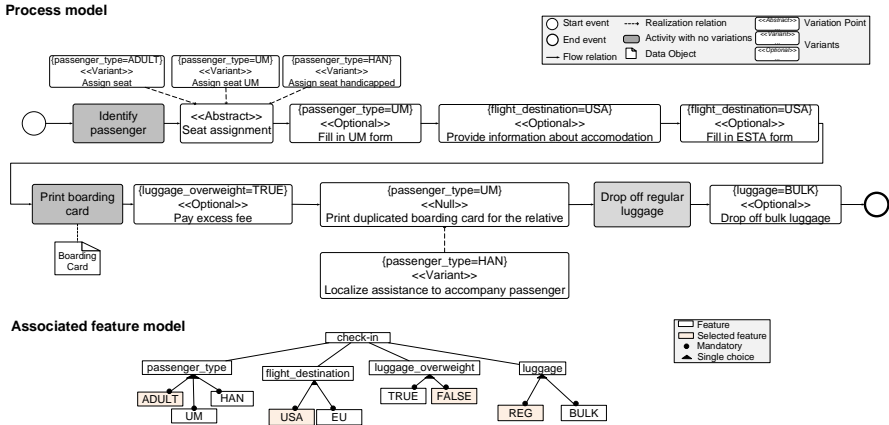 Process model
Start event
Realization relation
<<Abstract>>
...
Variation Point
End event
Activity with no variations
<<Variant>>
...
Variants
Flow relation
Data Object
<<Optional>>
...
{passenger_type=ADULT}
<<Variant>>
Assign seat
{passenger_type=UM}
<<Variant>>
Assign seat UM
{passenger_type=HAN}
<<Variant>>
Assign seat handicapped
Identify
passenger
<<Abstract>>
Seat assignment
{passenger_type=UM}
<<Optional>>
Fill in UM form
{flight_destination=USA}
<<Optional>>
Provide information about accomodation
{flight_destination=USA}
<<Optional>>
Fill in ESTA form
Print boarding
card
{luggage_overweight=TRUE}
<<Optional>>
Pay excess fee
{passenger_type=UM}
<<Null>>
Print duplicated boarding card for the relative
Drop off regular
luggage
{luggage=BULK}
<<Optional>>
Drop off bulk luggage
Boarding
Card
{passenger_type=HAN}
<<Variant>>
Localize assistance to accompany passenger
Associated feature model
check-in
Feature
Selected feature
Mandatory
Single choice
passenger_type
flight_destination
luggage_overweight
luggage
ADULT
HAN
UM
USA
EU
TRUE
FALSE
REG
BULK